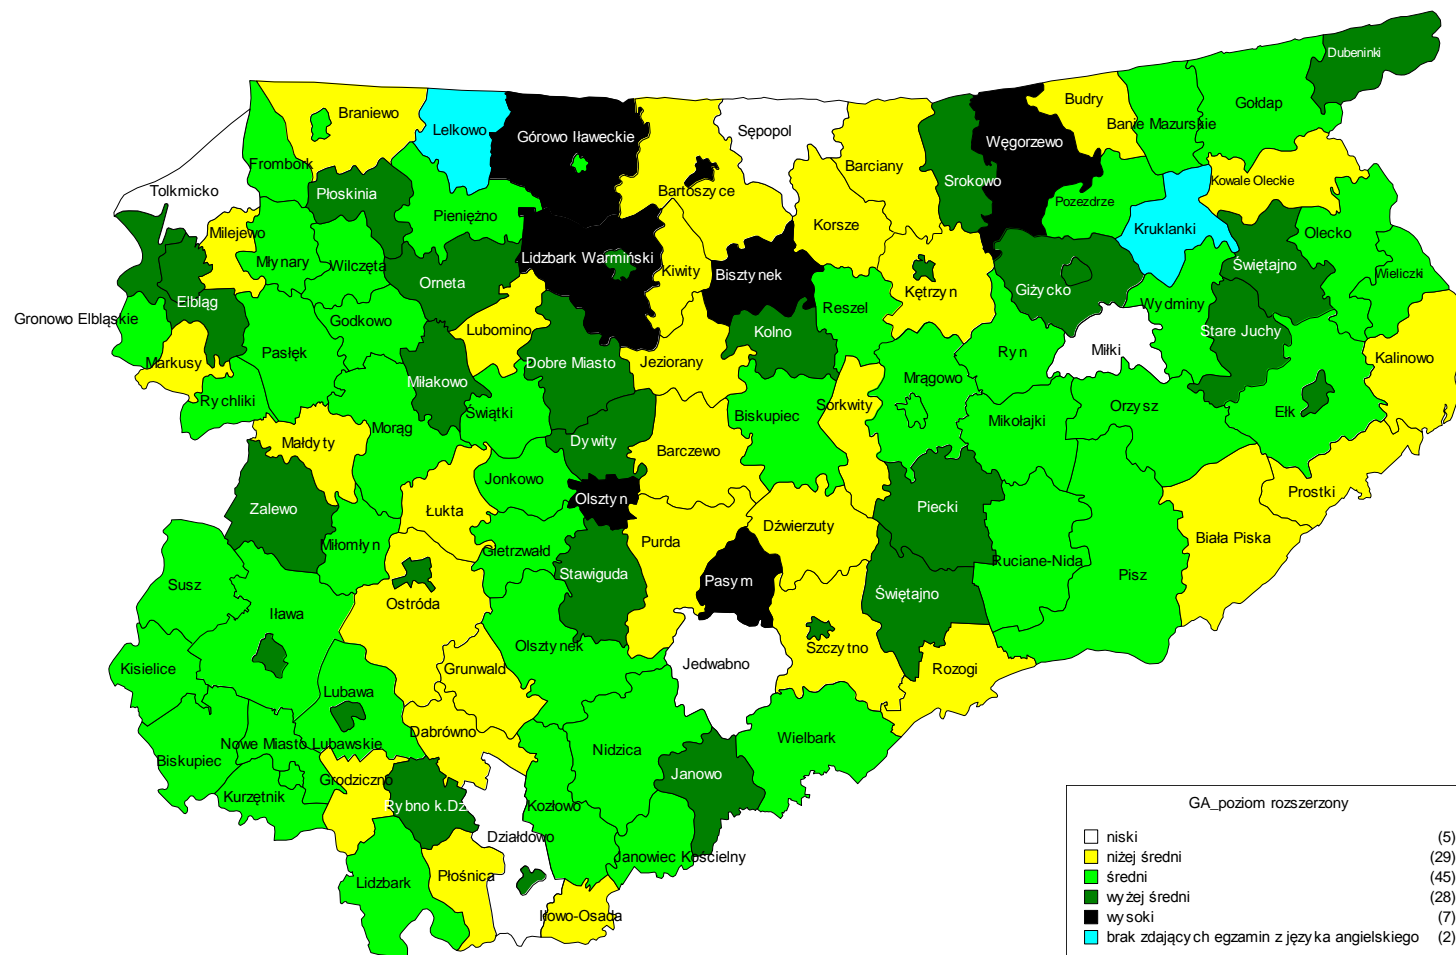 Dubeninki
Gołdap
Budry
Banie Mazurskie
Braniewo
Lelkowo
Górowo Iławeckie
Sępopol
Węgorzewo
Frombork
Tolkmicko
Płoskinia
Bartoszyce
Barciany
Srokowo
Kowale Oleckie
Pozezdrze
Pieniężno
Milejewo
Korsze
Kruklanki
Olecko
Młynary
Wilczęta
Lidzbark Warmiński
Kiwity
Bisztynek
Świętajno
Wieliczki
Orneta
Kętrzyn
Giżycko
Elbląg
Reszel
Wydminy
Gronowo Elbląskie
Godkowo
Lubomino
Kolno
Stare Juchy
Pasłęk
Markusy
Dobre Miasto
Jeziorany
Ryn
Miłki
Kalinowo
Miłakowo
Mrągowo
Rychliki
Świątki
Biskupiec
Sorkwity
Mikołajki
Orzysz
Ełk
Morąg
Małdyty
Dywity
Barczewo
Jonkowo
Prostki
Olsztyn
Zalewo
Łukta
Piecki
Dźwierzuty
Biała Piska
Miłomłyn
Gietrzwałd
Purda
Ruciane-Nida
Stawiguda
Pasym
Pisz
Susz
Świętajno
Ostróda
Iława
Olsztynek
Szczytno
Kisielice
Grunwald
Jedwabno
Rozogi
Lubawa
Dąbrówno
Nowe Miasto Lubawskie
Wielbark
Nidzica
Biskupiec
Grodziczno
Janowo
Kurzętnik
Rybno k.Dz
Kozłowo
Działdowo
Janowiec Kościelny
Lidzbark
Płośnica
Iłowo-Osada
GA_poziom rozszerzony
niski (5)
niżej średni (29)
średni (45)
wyżej średni (28)
wysoki (7)
brak zdających egzamin z języka angielskiego (2)